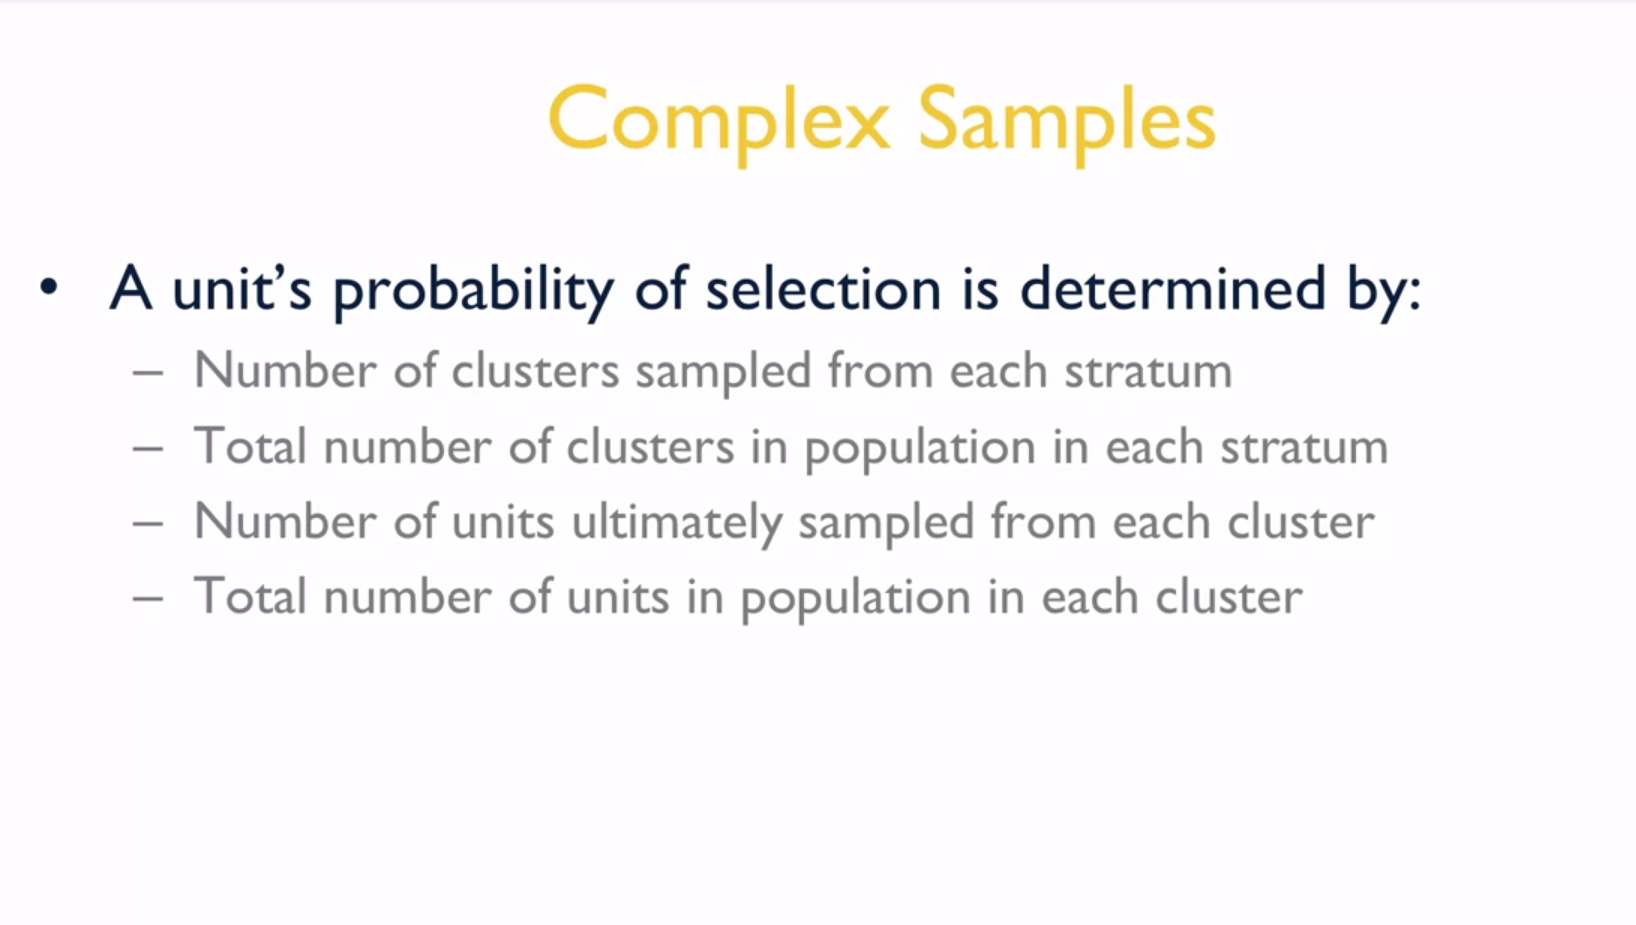 Complex Samples
• A unit’s probability of selection is determined by:
– Number of clusters sampled from each stratum
– Total number of clusters in population in each stratum
– Number of units ultimately sampled from each cluster
– Total number of units in population in each cluster